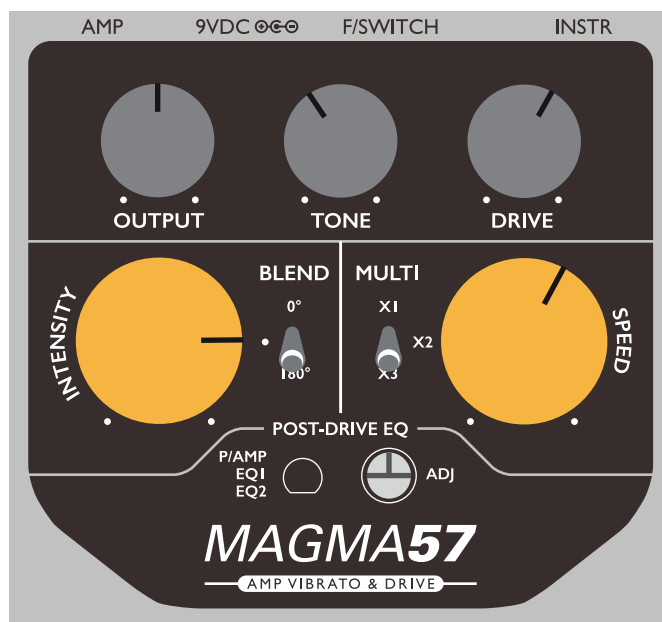 AMP 9VDC F/SWITCH INSTR
OUTPUT TONE DRIVE
BLEND MULTI
0° X1
INTENSITY X2 SPEED
180° X3
POST-DRIVE EQ
P/AMP
EQ1 ADJ
EQ2
MAGMA57
AMP VIBRATO & DRIVE